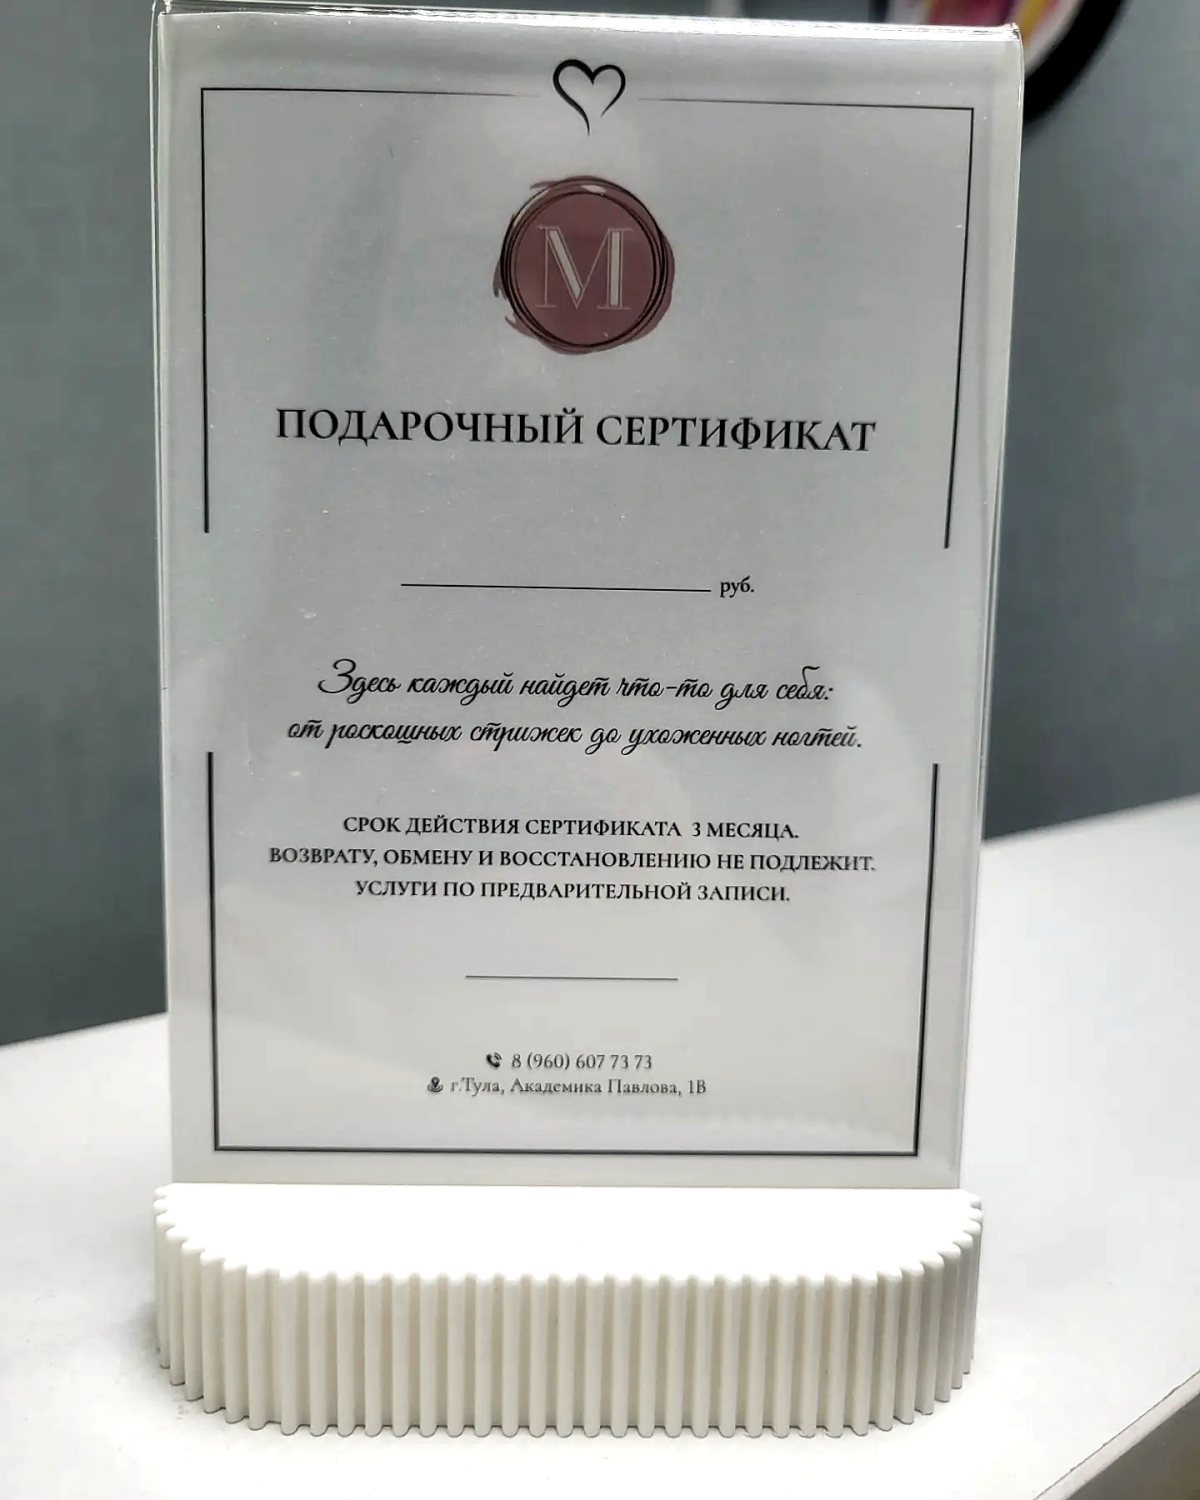 M
ПОДАРОЧНЫЙ СЕРТИФИКАТ
руб.
Здесь каждый найдет что-то для себя:
от роскошных стрижек до ухоженных ногтей.
СРОК ДЕЙСТВИЯ СЕРТИФИКАТА 3 МЕСЯЦА.
ВОЗВРАТУ, ОБМЕНУ И ВОССТАНОВЛЕНИЮ НЕ ПОДЛЕЖИТ.
УСЛУГИ ПО ПРЕДВАРИТЕЛЬНОЙ ЗАПИСИ.
8 (960) 607 73 73
г.Тула, Академика Павлова, 1В